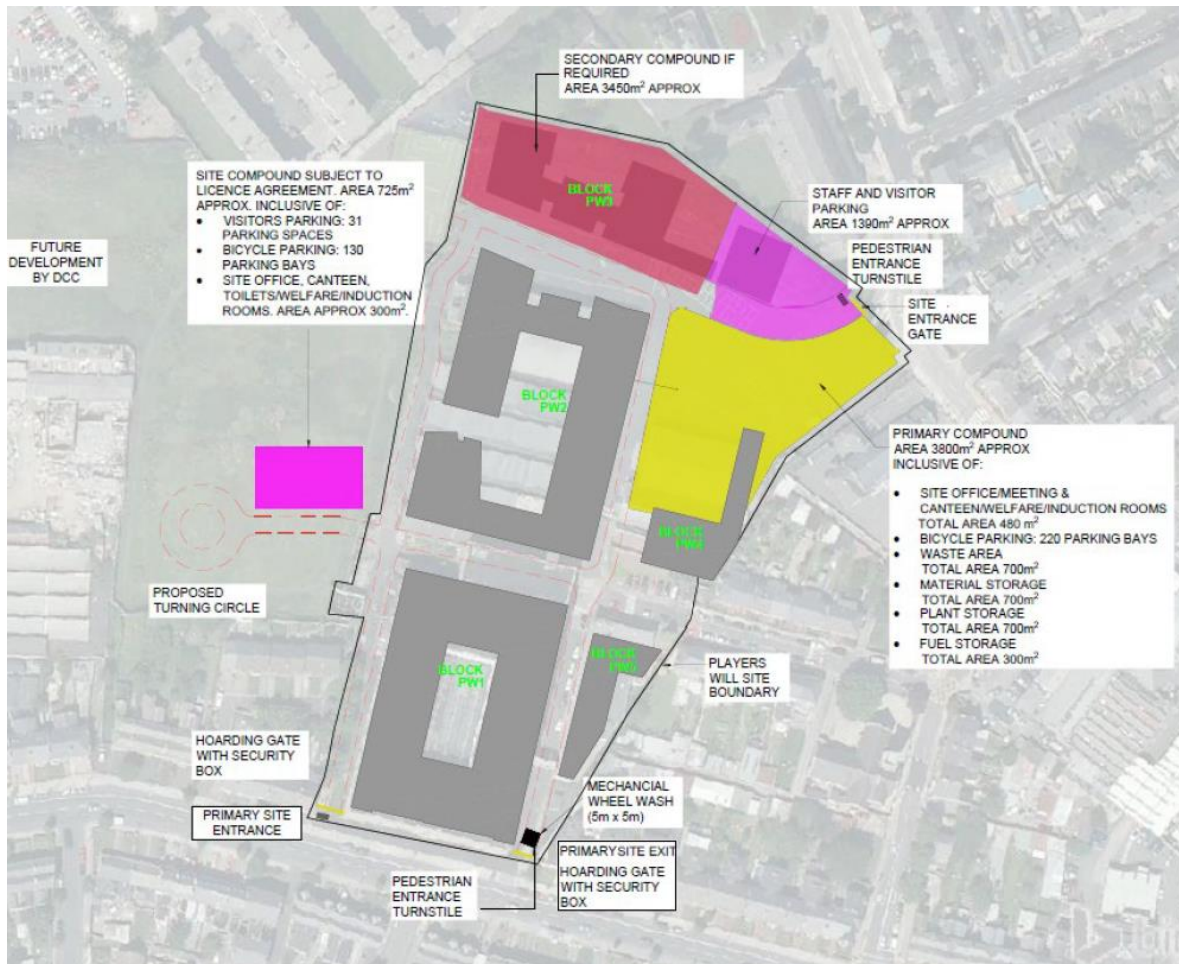 SECONDARY COMPOUND IF
REQUIRED
AREA 3450m² APPROX
SITE COMPOUND SUBJECT TO
LICENCE AGREEMENT. AREA 725m²
APPROX. INCLUSIVE OF:
• VISITORS PARKING: 31
PARKING SPACES
• BICYCLE PARKING: 130
PARKING BAYS
• SITE OFFICE, CANTEEN,
TOILETS/WELFARE/INDUCTION
ROOMS. AREA APPROX 300m².
FUTURE
DEVELOPMENT
BY DCC
BLOCK
PW3
STAFF AND VISITOR
PARKING
AREA 1390m² APPROX
PEDESTRIAN
ENTRANCE
TURNSTILE
SITE
ENTRANCE
GATE
BLOCK
PW2
PRIMARY COMPOUND
AREA 3800m² APPROX
INCLUSIVE OF:
• SITE OFFICE/MEETING &
CANTEEN/WELFARE/INDUCTION ROOMS
TOTAL AREA 480 m²
• BICYCLE PARKING: 220 PARKING BAYS
• WASTE AREA
TOTAL AREA 700m²
• MATERIAL STORAGE
TOTAL AREA 700m²
• PLANT STORAGE
TOTAL AREA 700m²
• FUEL STORAGE
TOTAL AREA 300m²
BLOCK
PW4
PROPOSED
TURNING CIRCLE
BLOCK
PW1
BLOCK
PW5
PLAYERS
WILL SITE
BOUNDARY
HOARDING GATE
WITH SECURITY
BOX
PRIMARY SITE
ENTRANCE
MECHANCIAL
WHEEL WASH
(5m x 5m)
PRIMARY SITE EXIT
HOARDING GATE
WITH SECURITY
BOX
PEDESTRIAN
ENTRANCE
TURNSTILE